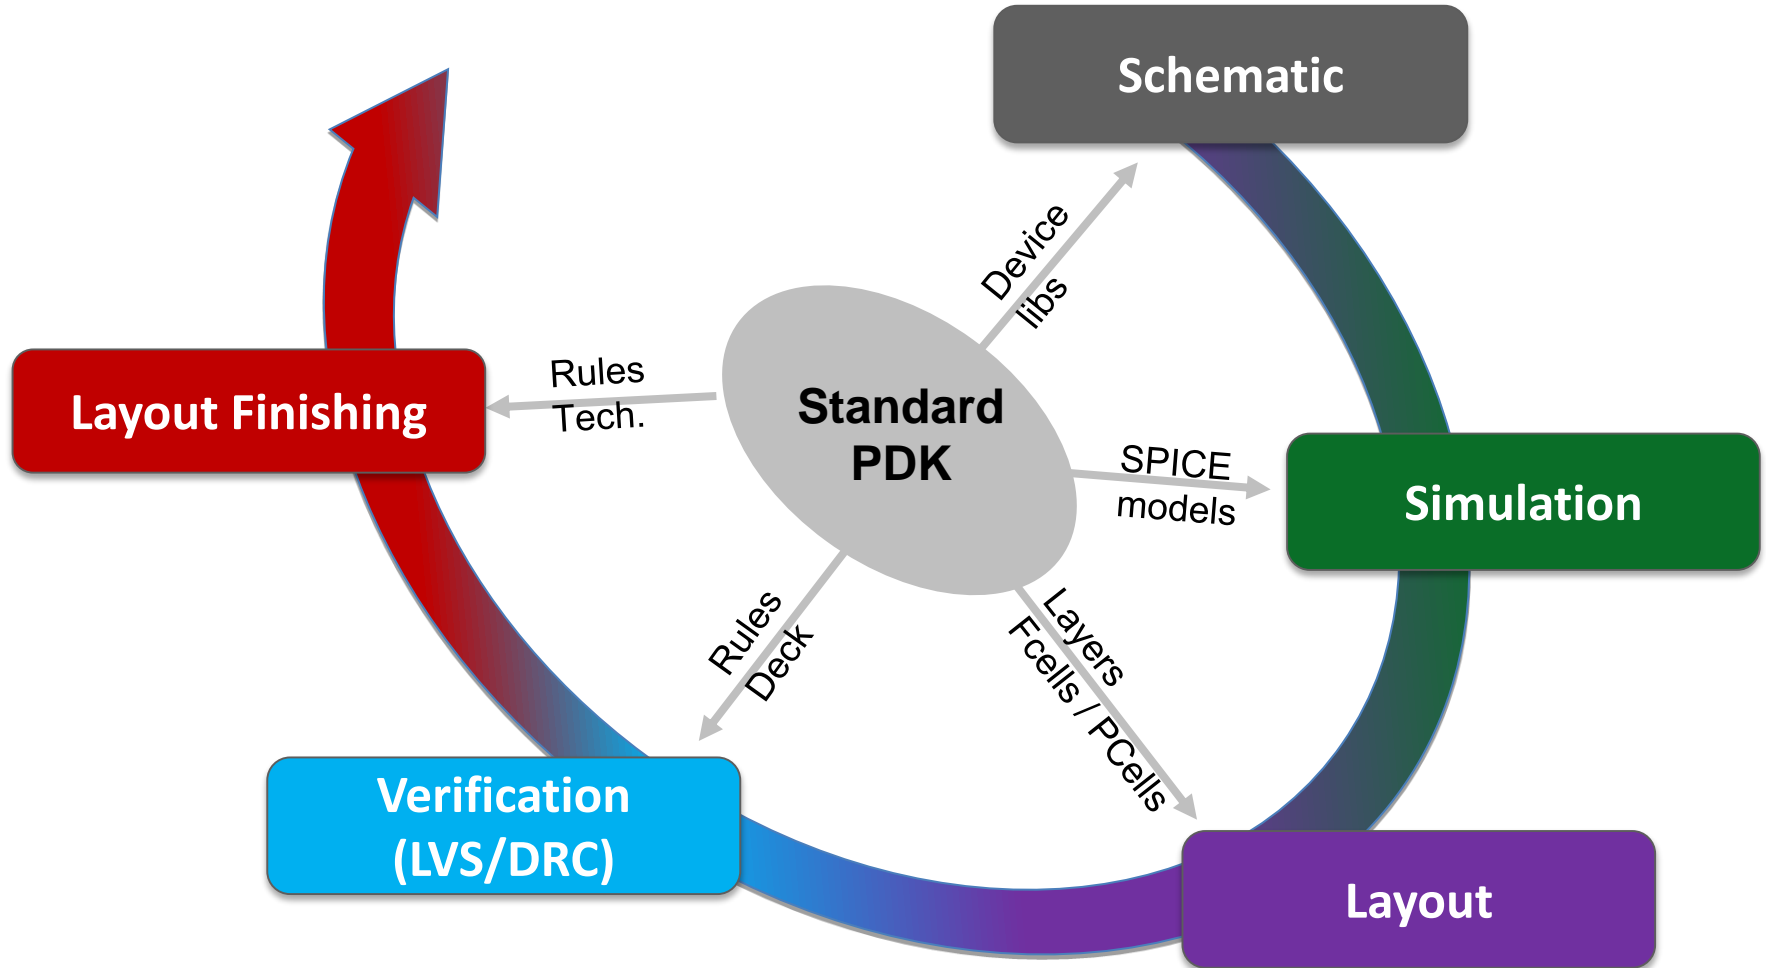 Schematic
Device
libs
Standard
PDK
Rules
Tech.
Layout Finishing
SPICE
models
Simulation
Layers
Fcells / PCells
Rules
Deck
Verification
(LVS/DRC)
Layout